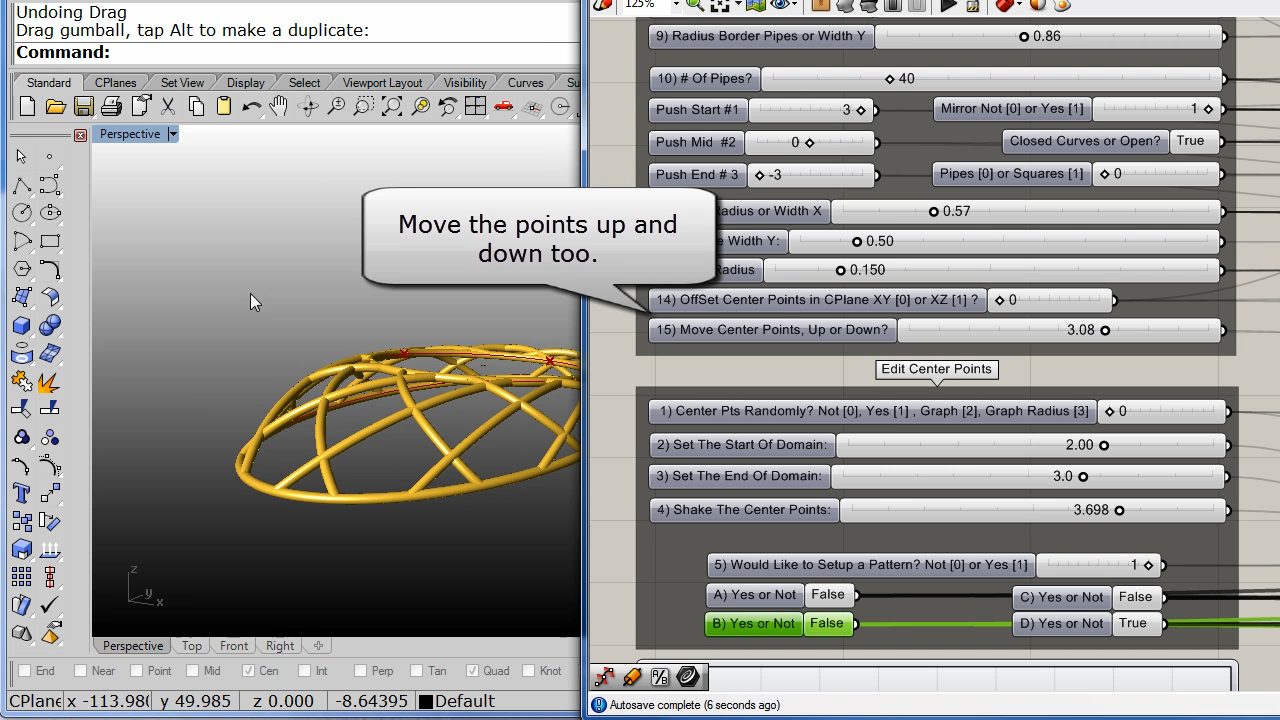 Undoing Drag
Drag gumball, tap Alt to make a duplicate:
Command:
Standard CPlanes Set View Display Select Viewport Layout Visibility Curves Su
Perspective
Move the points up and
down too.
z
y
x
Perspective Top Front Right
End Near Point Mid Cen Int Perp Tan Quad Knot
CPlane x -113.980 y 49.985 z 0.000 -8.64395 Default
125%
9) Radius Border Pipes or Width Y 0.86
10) # Of Pipes? 40
Push Start #1 3 Mirror Not [0] or Yes [1] 1
Push Mid #2 0 Closed Curves or Open? True
Push End # 3 -3 Pipes [0] or Squares [1] 0
Radius or Width X 0.57
Width Y: 0.50
Radius 0.150
14) OffSet Center Points in CPlane XY [0] or XZ [1] ? 0
15) Move Center Points, Up or Down? 3.08
Edit Center Points
1) Center Pts Randomly? Not [0], Yes [1] , Graph [2], Graph Radius [3] 0
2) Set The Start Of Domain: 2.00
3) Set The End Of Domain: 3.0
4) Shake The Center Points: 3.698
5) Would Like to Setup a Pattern? Not [0] or Yes [1] 1
A) Yes or Not False C) Yes or Not False
B) Yes or Not False D) Yes or Not True
Autosave complete (6 seconds ago)